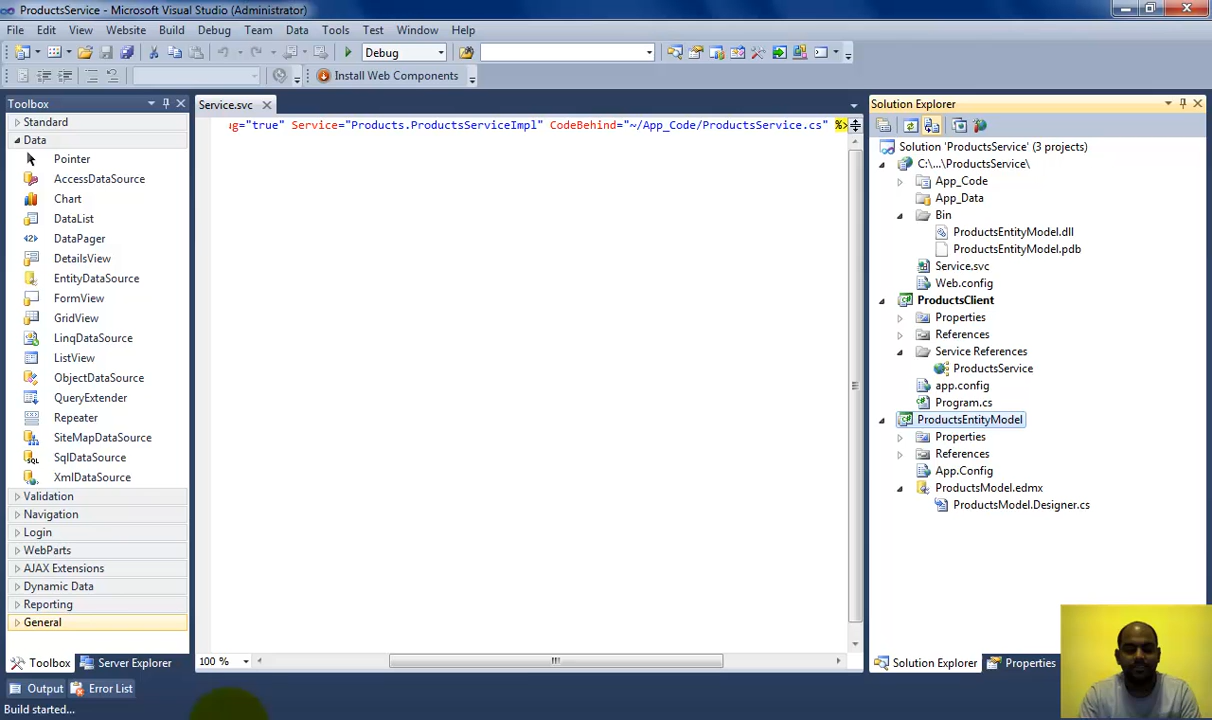 ProductsService - Microsoft Visual Studio (Administrator)
File Edit View Website Build Debug Team Data Tools Test Window Help
Debug
Install Web Components
Toolbox
Standard
Data
Pointer
AccessDataSource
Chart
DataList
DataPager
DetailsView
EntityDataSource
FormView
GridView
LinqDataSource
ListView
ObjectDataSource
QueryExtender
Repeater
SiteMapDataSource
SqlDataSource
XmlDataSource
Validation
Navigation
Login
WebParts
AJAX Extensions
Dynamic Data
Reporting
General
Toolbox Server Explorer
Service.svc
g="true" Service="Products.ProductsServiceImpl" CodeBehind="~/App_Code/ProductsService.cs" %>
100 %
Solution Explorer
Solution 'ProductsService' (3 projects)
C:\...\ProductsService\
App_Code
App_Data
Bin
ProductsEntityModel.dll
ProductsEntityModel.pdb
Service.svc
Web.config
ProductsClient
Properties
References
Service References
ProductsService
app.config
Program.cs
ProductsEntityModel
Properties
References
App.Config
ProductsModel.edmx
ProductsModel.Designer.cs
Solution Explorer Properties
Output Error List
Build started...